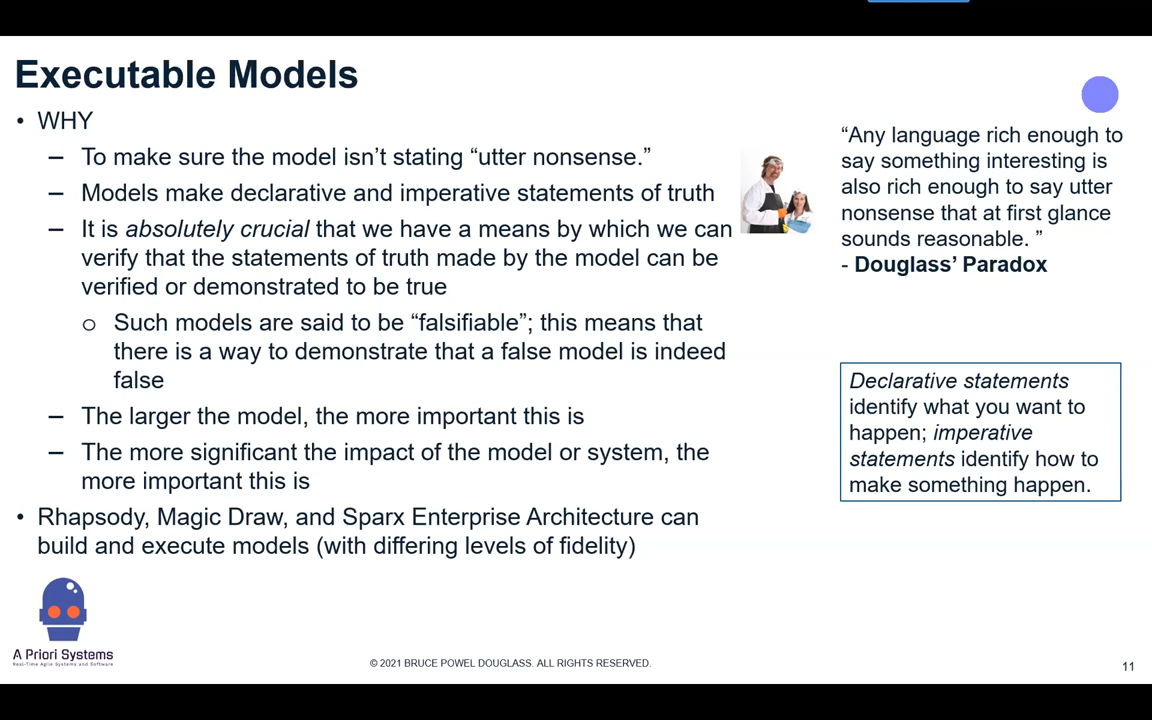 Executable Models
• WHY
– To make sure the model isn’t stating “utter nonsense.”
– Models make declarative and imperative statements of truth
– It is absolutely crucial that we have a means by which we can
verify that the statements of truth made by the model can be
verified or demonstrated to be true
o Such models are said to be “falsifiable”; this means that
there is a way to demonstrate that a false model is indeed
false
– The larger the model, the more important this is
– The more significant the impact of the model or system, the
more important this is
• Rhapsody, Magic Draw, and Sparx Enterprise Architecture can
build and execute models (with differing levels of fidelity)
“Any language rich enough to
say something interesting is
also rich enough to say utter
nonsense that at first glance
sounds reasonable. ”
- Douglass’ Paradox
Declarative statements
identify what you want to
happen; imperative
statements identify how to
make something happen.
A Priori Systems
Real-Time Agile Systems and Software
© 2021 BRUCE POWEL DOUGLASS. ALL RIGHTS RESERVED.
11